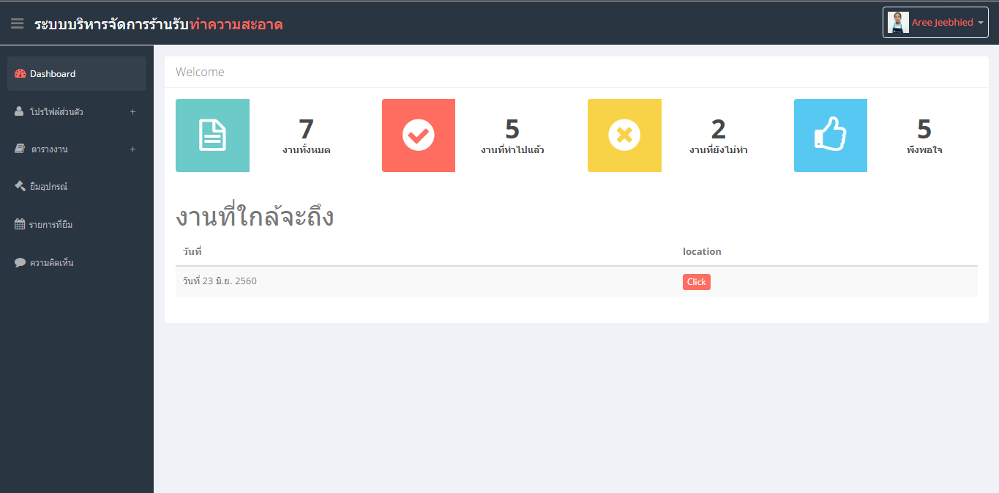 ระบบบริหารจัดการร้านรับทำความสะอาด
Aree Jeebhied
Dashboard
โปรไฟล์ส่วนตัว +
ตารางงาน +
ยืมอุปกรณ์
รายการที่ยืม
ความคิดเห็น
Welcome
7
งานทั้งหมด
5
งานที่ทำไปแล้ว
2
งานที่ยังไม่ทำ
5
พึงพอใจ
งานที่ใกล้จะถึง
วันที่ location
วันที่ 23 มิ.ย. 2560 Click